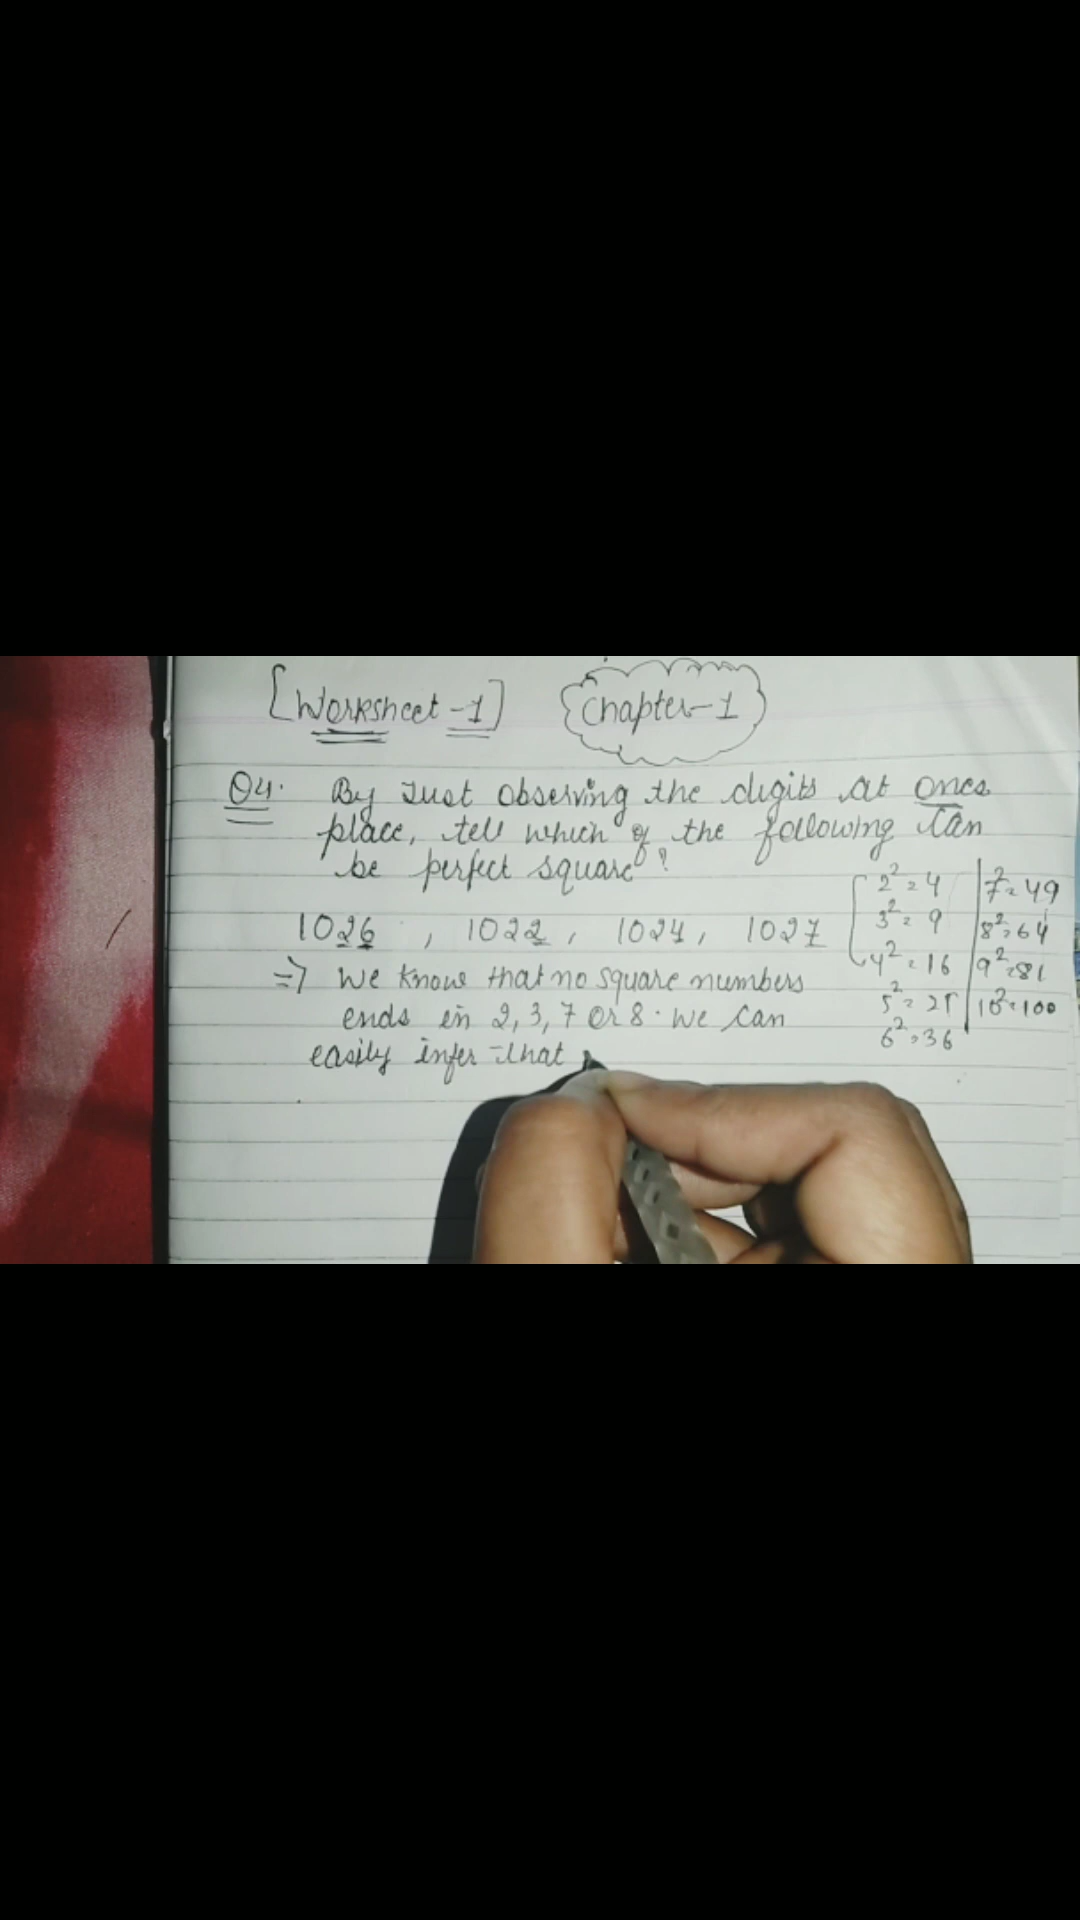 [Worksheet-1] Chapter-1
Q4. By Just observing the digits at ones
place, tell which of the following Can
be perfect square?
1026 , 1022 , 1024 , 1027
=> We know that no square numbers
ends in 2, 3, 7 or 8. we can
easily infer that
2² = 4
3² = 9
4² = 16
5² = 25
6² = 36
7² = 49
8² = 64
9² = 81
10² = 100